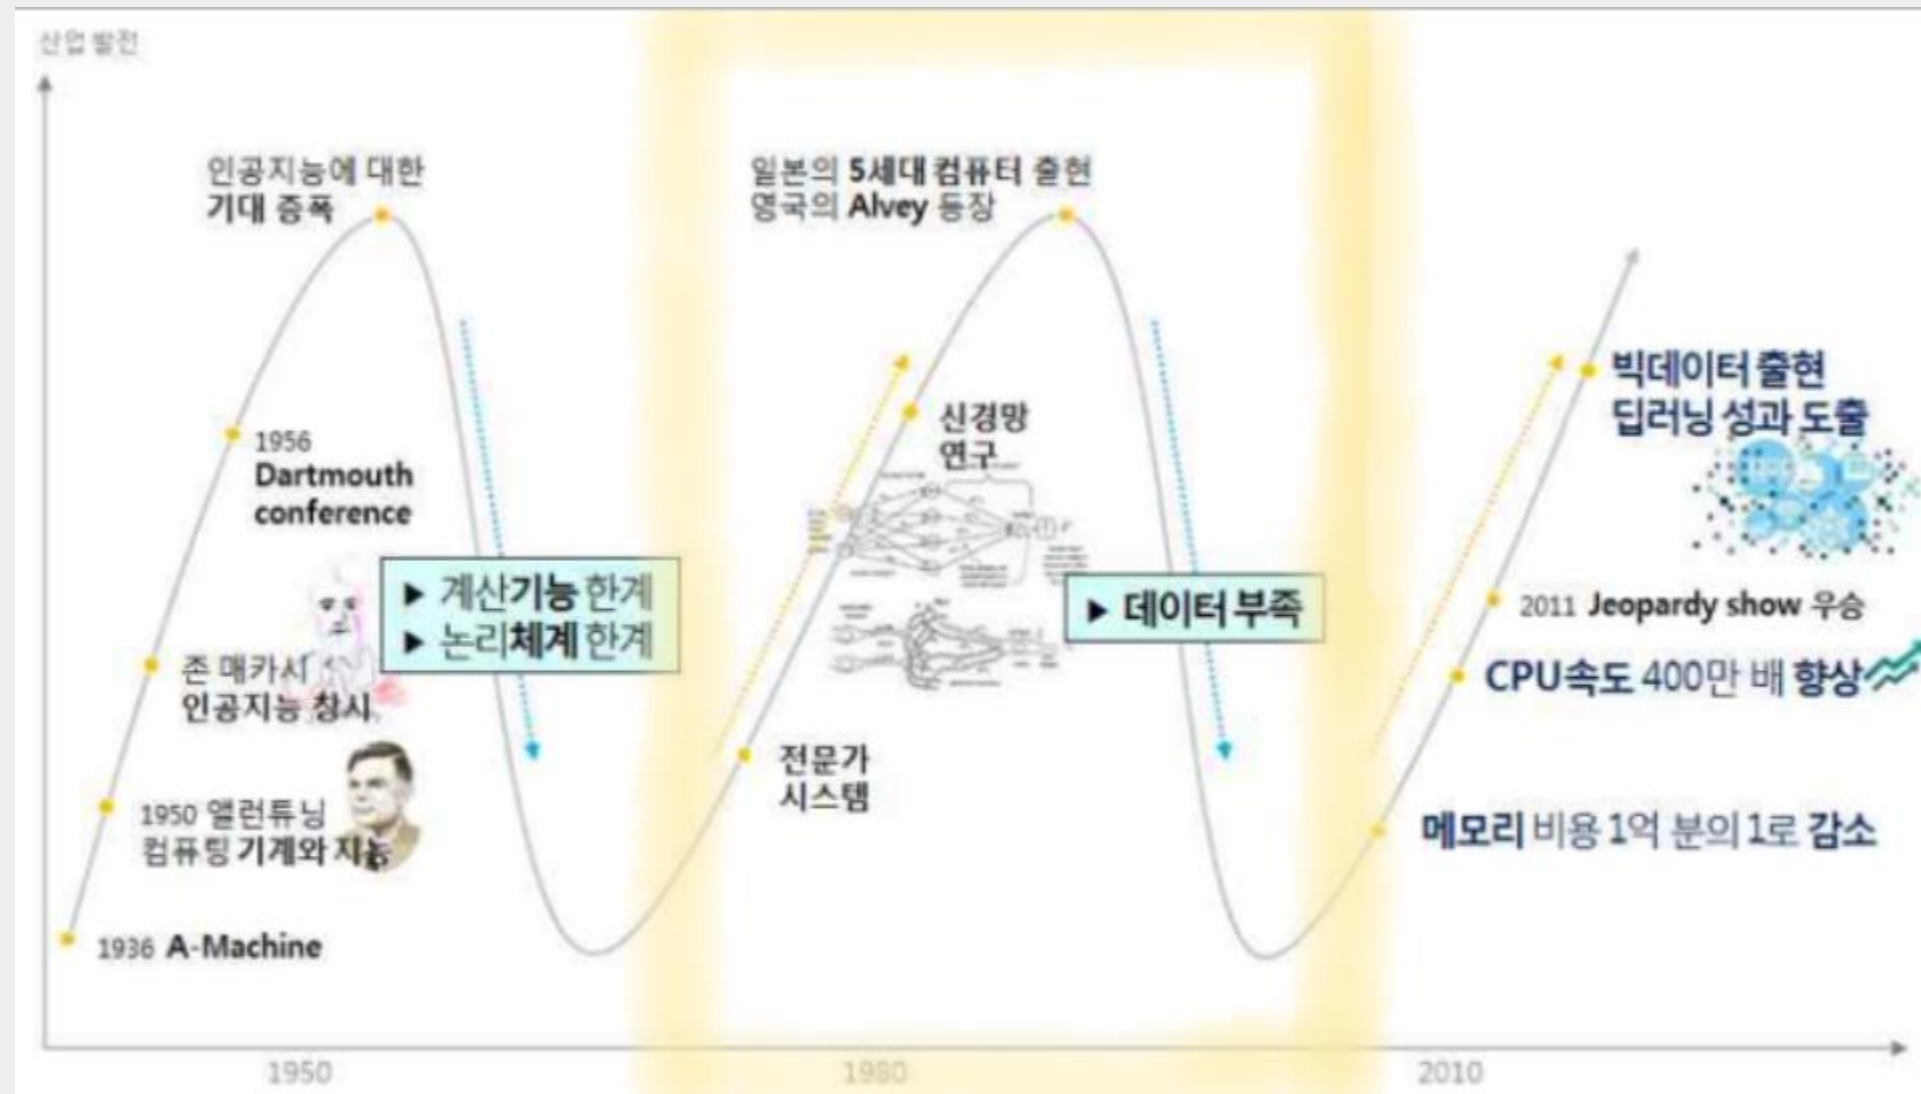 산업 발전
인공지능에 대한
기대 증폭
1956
Dartmouth
conference
▶ 계산기능 한계
▶ 논리체계 한계
존 매카시
인공지능 창시
1950 앨런튜닝
컴퓨팅 기계와 지능
1936 A-Machine
일본의 5세대 컴퓨터 출현
영국의 Alvey 등장
신경망
연구
▶ 데이터 부족
전문가
시스템
빅데이터 출현
딥러닝 성과 도출
2011 Jeopardy show 우승
CPU속도 400만 배 향상
메모리 비용 1억 분의 1로 감소
1950
1980
2010